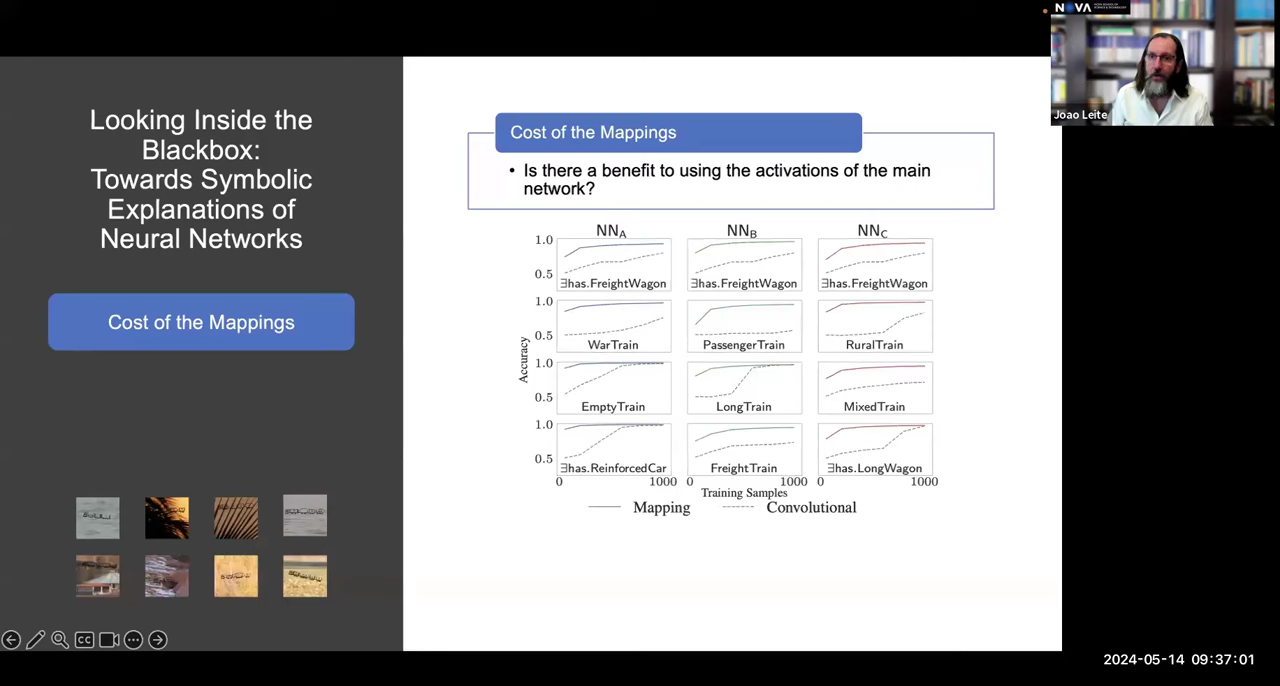 NOVA
Joao Leite
Looking Inside the
Blackbox:
Towards Symbolic
Explanations of
Neural Networks
Cost of the Mappings
Cost of the Mappings
• Is there a benefit to using the activations of the main
network?
NN_A NN_B NN_C
1.0
0.5
∃has.FreightWagon ∃has.FreightWagon ∃has.FreightWagon
1.0
0.5
WarTrain PassengerTrain RuralTrain
Accuracy
1.0
0.5
EmptyTrain LongTrain MixedTrain
1.0
0.5
∃has.ReinforcedCar FreightTrain ∃has.LongWagon
0 1000 0 1000 0 1000
Training Samples
Mapping Convolutional
CC
2024-05-14 09:37:01